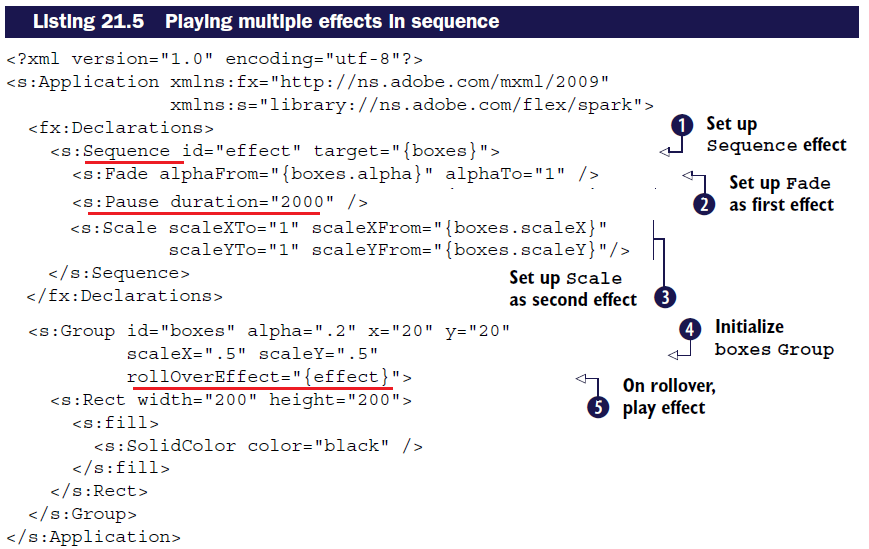 Listing 21.5 Playing multiple effects in sequence
<?xml version="1.0" encoding="utf-8"?>
<s:Application xmlns:fx="http://ns.adobe.com/mxml/2009"
xmlns:s="library://ns.adobe.com/flex/spark">
<fx:Declarations>
<s:Sequence id="effect" target="{boxes}">
<s:Fade alphaFrom="{boxes.alpha}" alphaTo="1" />
<s:Pause duration="2000" />
<s:Scale scaleXTo="1" scaleXFrom="{boxes.scaleX}"
scaleYTo="1" scaleYFrom="{boxes.scaleY}"/>
</s:Sequence>
</fx:Declarations>
<s:Group id="boxes" alpha=".2" x="20" y="20"
scaleX=".5" scaleY=".5"
rollOverEffect="{effect}">
<s:Rect width="200" height="200">
<s:fill>
<s:SolidColor color="black" />
</s:fill>
</s:Rect>
</s:Group>
</s:Application>
1 Set up
Sequence effect
Set up Fade
2 as first effect
Set up Scale
as second effect 3
4 Initialize
boxes Group
On rollover,
5 play effect